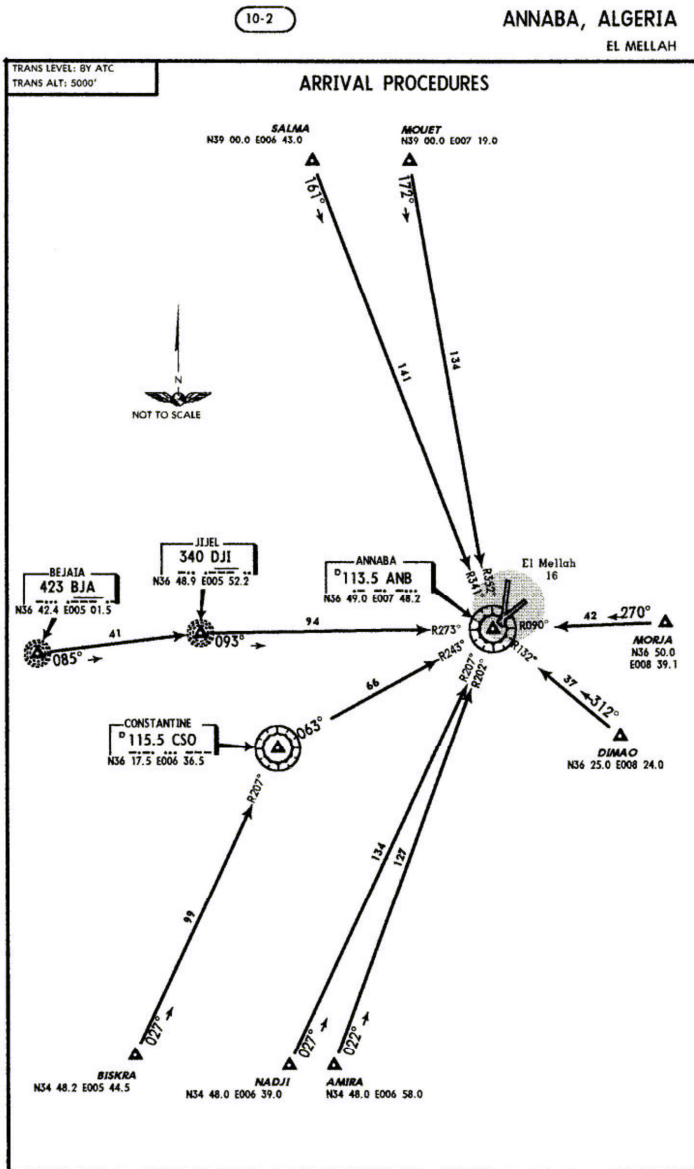 10-2
ANNABA, ALGERIA
EL MELLAH
TRANS LEVEL: BY ATC
TRANS ALT: 5000'
ARRIVAL PROCEDURES
SALMA
N39 00.0 E006 43.0
MOUET
N39 00.0 E007 19.0
161°
172°
141
134
N
NOT TO SCALE
BEJAIA
423 BJA
N36 42.4 E005 01.5
JIJEL
340 DJI
N36 48.9 E005 52.2
ANNABA
D 113.5 ANB
N36 49.0 E007 48.2
El Mellah
16
R341°
R352°
085°
41
093°
94
R273°
R243°
R207°
R202°
R090°
R132°
42
270°
MORJA
N36 50.0
E008 39.1
37
312°
DIMAO
N36 25.0 E008 24.0
CONSTANTINE
D 115.5 CSO
N36 17.5 E006 36.5
063°
66
R207°
99
134
127
027°
BISKRA
N34 48.2 E005 44.5
027°
NADJI
N34 48.0 E006 39.0
022°
AMIRA
N34 48.0 E006 58.0